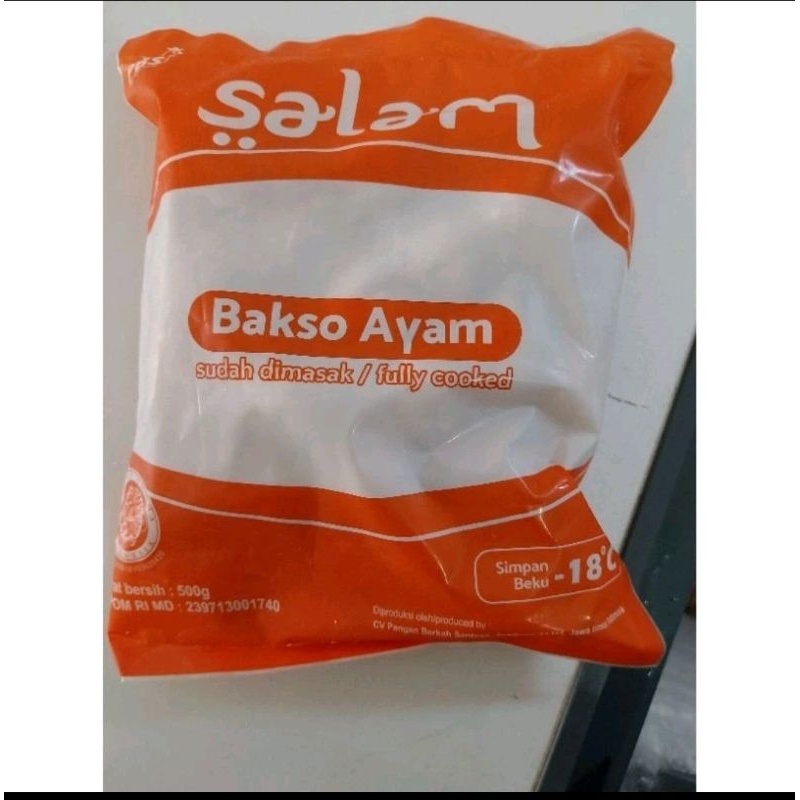 Salam
Bakso Ayam
sudah dimasak / fully cooked
Simpan
Beku -18°C
bersih : 500g
RI MD : 239713001740
Diproduksi oleh/produced by
CV Pangan Berkah